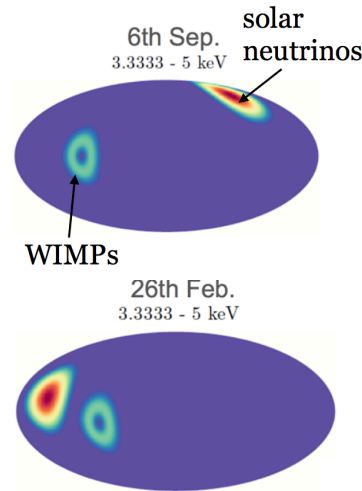 6th Sep.
solar
neutrinos
3.3333 - 5 keV
WIMPs
26th Feb.
3.3333 - 5 keV